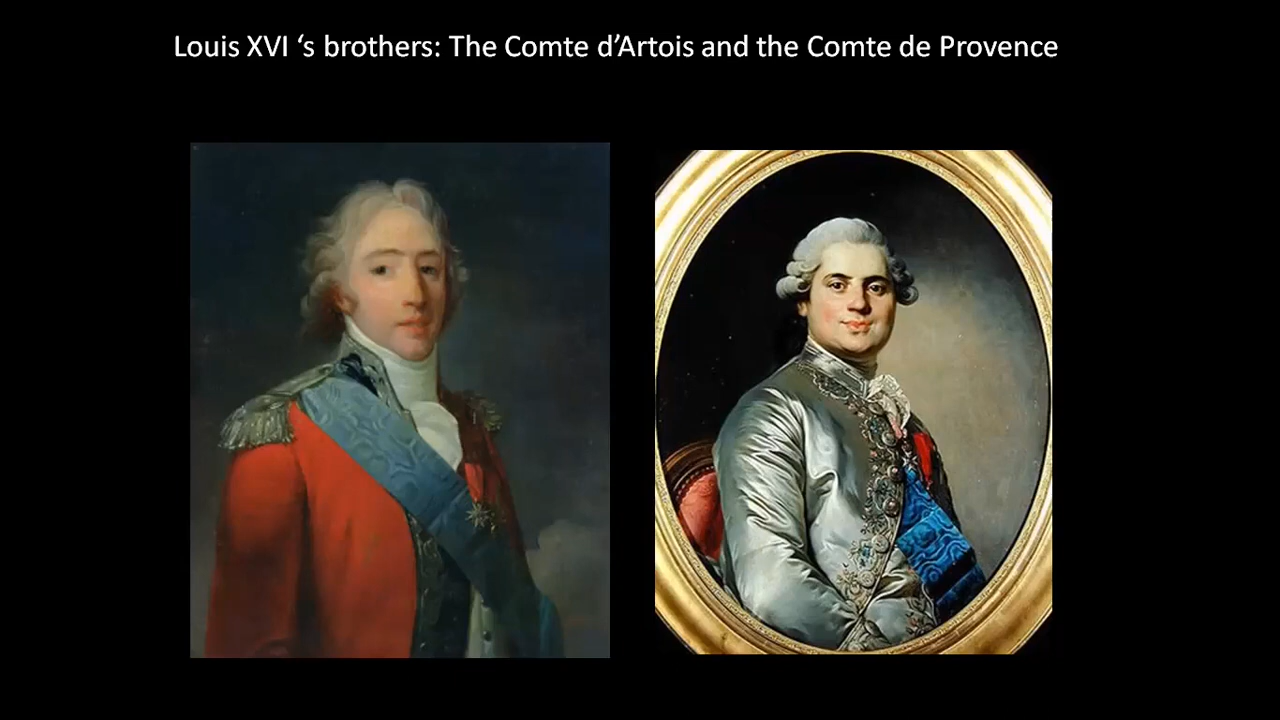 Louis XVI ‘s brothers: The Comte d’Artois and the Comte de Provence